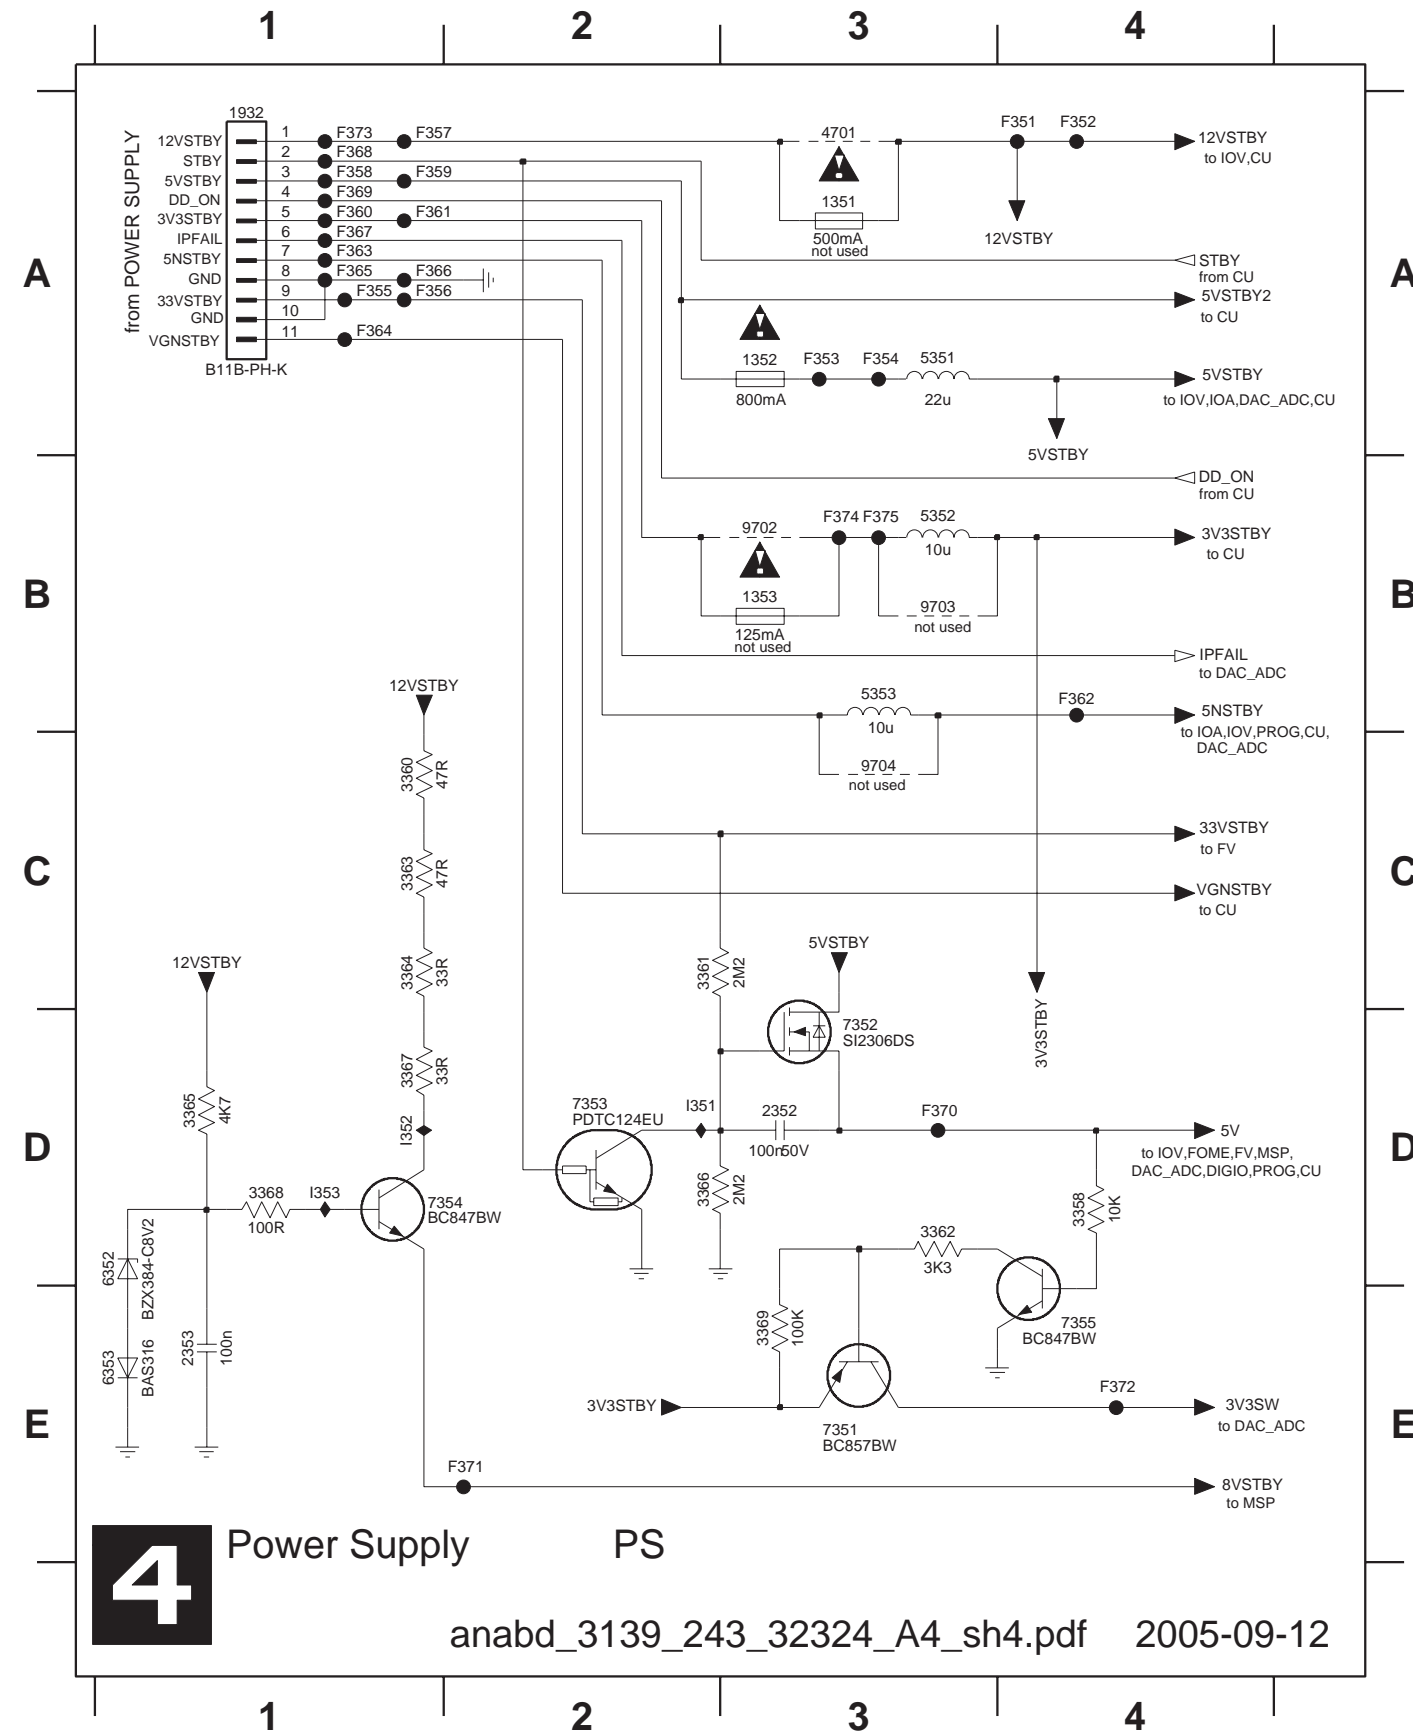 1 2 3 4
A A
B B
C C
D D
E E
1 2 3 4
from POWER SUPPLY
1932
12VSTBY 1 F373 F357
STBY 2 F368
5VSTBY 3 F358 F359
DD_ON 4 F369
3V3STBY 5 F360 F361
IPFAIL 6 F367
5NSTBY 7 F363
GND 8 F365 F366
33VSTBY 9 F355 F356
GND 10
VGNSTBY 11 F364
B11B-PH-K
4701
1351
500mA
not used
F351 F352
12VSTBY
to IOV,CU
12VSTBY
STBY
from CU
5VSTBY2
to CU
1352
800mA
F353 F354 5351
22u
5VSTBY
to IOV,IOA,DAC_ADC,CU
5VSTBY
DD_ON
from CU
9702
1353
125mA
not used
F374 F375 5352
10u
9703
not used
3V3STBY
to CU
IPFAIL
to DAC_ADC
5353
10u
9704
not used
F362
5NSTBY
to IOA,IOV,PROG,CU,
DAC_ADC
33VSTBY
to FV
VGNSTBY
to CU
12VSTBY
3360
47R
3363
47R
3364
33R
3367
33R
I352
12VSTBY
3365
4K7
3368
100R
I353
7354
BC847BW
6352
BZX384-C8V2
6353
BAS316
2353
100n
3361
2M2
5VSTBY
7352
SI2306DS
3V3STBY
7353
PDTC124EU
I351
2352
100n50V
F370
5V
to IOV,FOME,FV,MSP,
DAC_ADC,DIGIO,PROG,CU
3366
2M2
3358
10K
3362
3K3
7355
BC847BW
3369
100K
3V3STBY
7351
BC857BW
F372
3V3SW
to DAC_ADC
F371
8VSTBY
to MSP
4 Power Supply PS
anabd_3139_243_32324_A4_sh4.pdf 2005-09-12